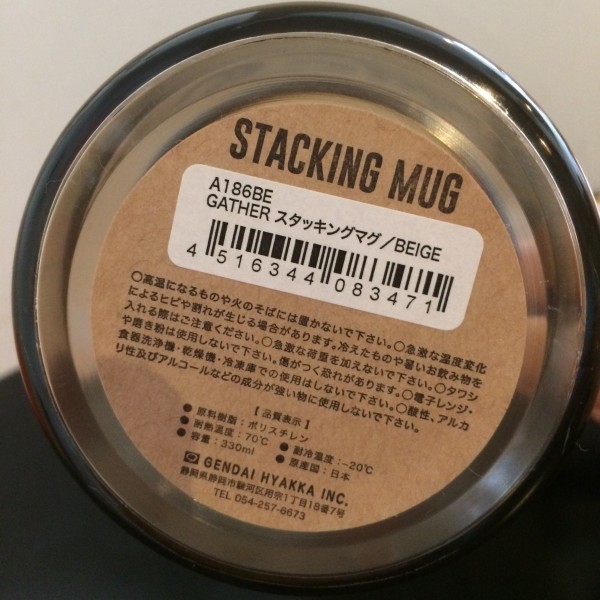 STACKING MUG
A186BE
GATHER スタッキングマグ/BEIGE
4 516344 083471
○高温になるものや火のそばには置かないで下さい。○急激な温度変化
によるヒビや割れが生じる場合があります。冷えたものや暑いお飲み物を
入れる際はご注意ください。○急激な荷重を加えないで下さい。○タワシ
や磨き粉は使用しないで下さい。傷がつく恐れがあります。○電子レンジ・
食器洗浄機・乾燥機・冷凍庫での使用はしないで下さい。○酸性、アルカ
リ性及びアルコールなどの成分が強い物に使用しないで下さい。
【品質表示】
● 原料樹脂:ポリスチレン
● 耐熱温度:70℃ ● 耐冷温度:-20℃
● 容量:330ml ● 原産国:日本
GENDAI HYAKKA INC.
静岡県静岡市駿河区用宗1丁目18番7号
TEL 054-257-6673